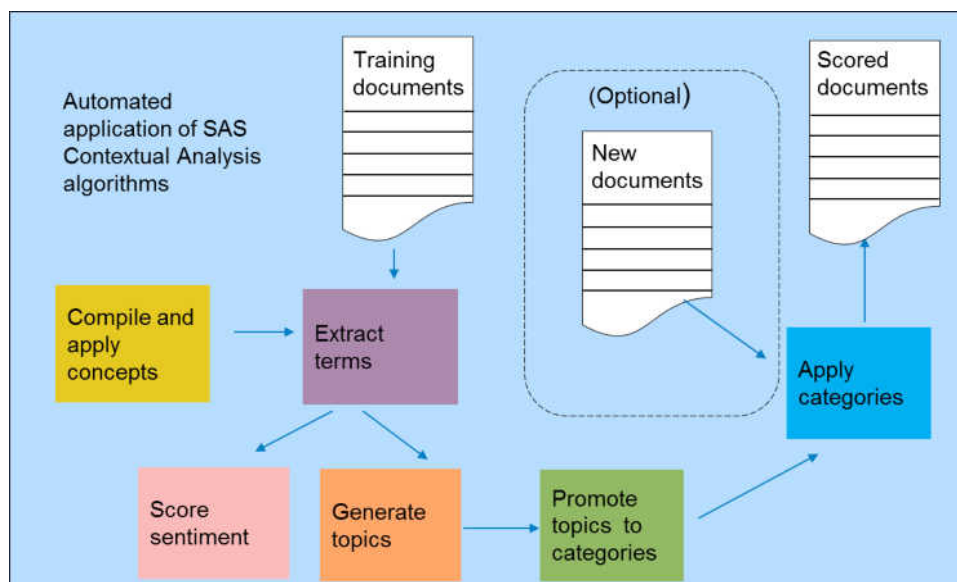 Automated
application of SAS
Contextual Analysis
algorithms
Training
documents
(Optional)
New
documents
Scored
documents
Compile and
apply
concepts
Extract
terms
Apply
categories
Score
sentiment
Generate
topics
Promote
topics to
categories